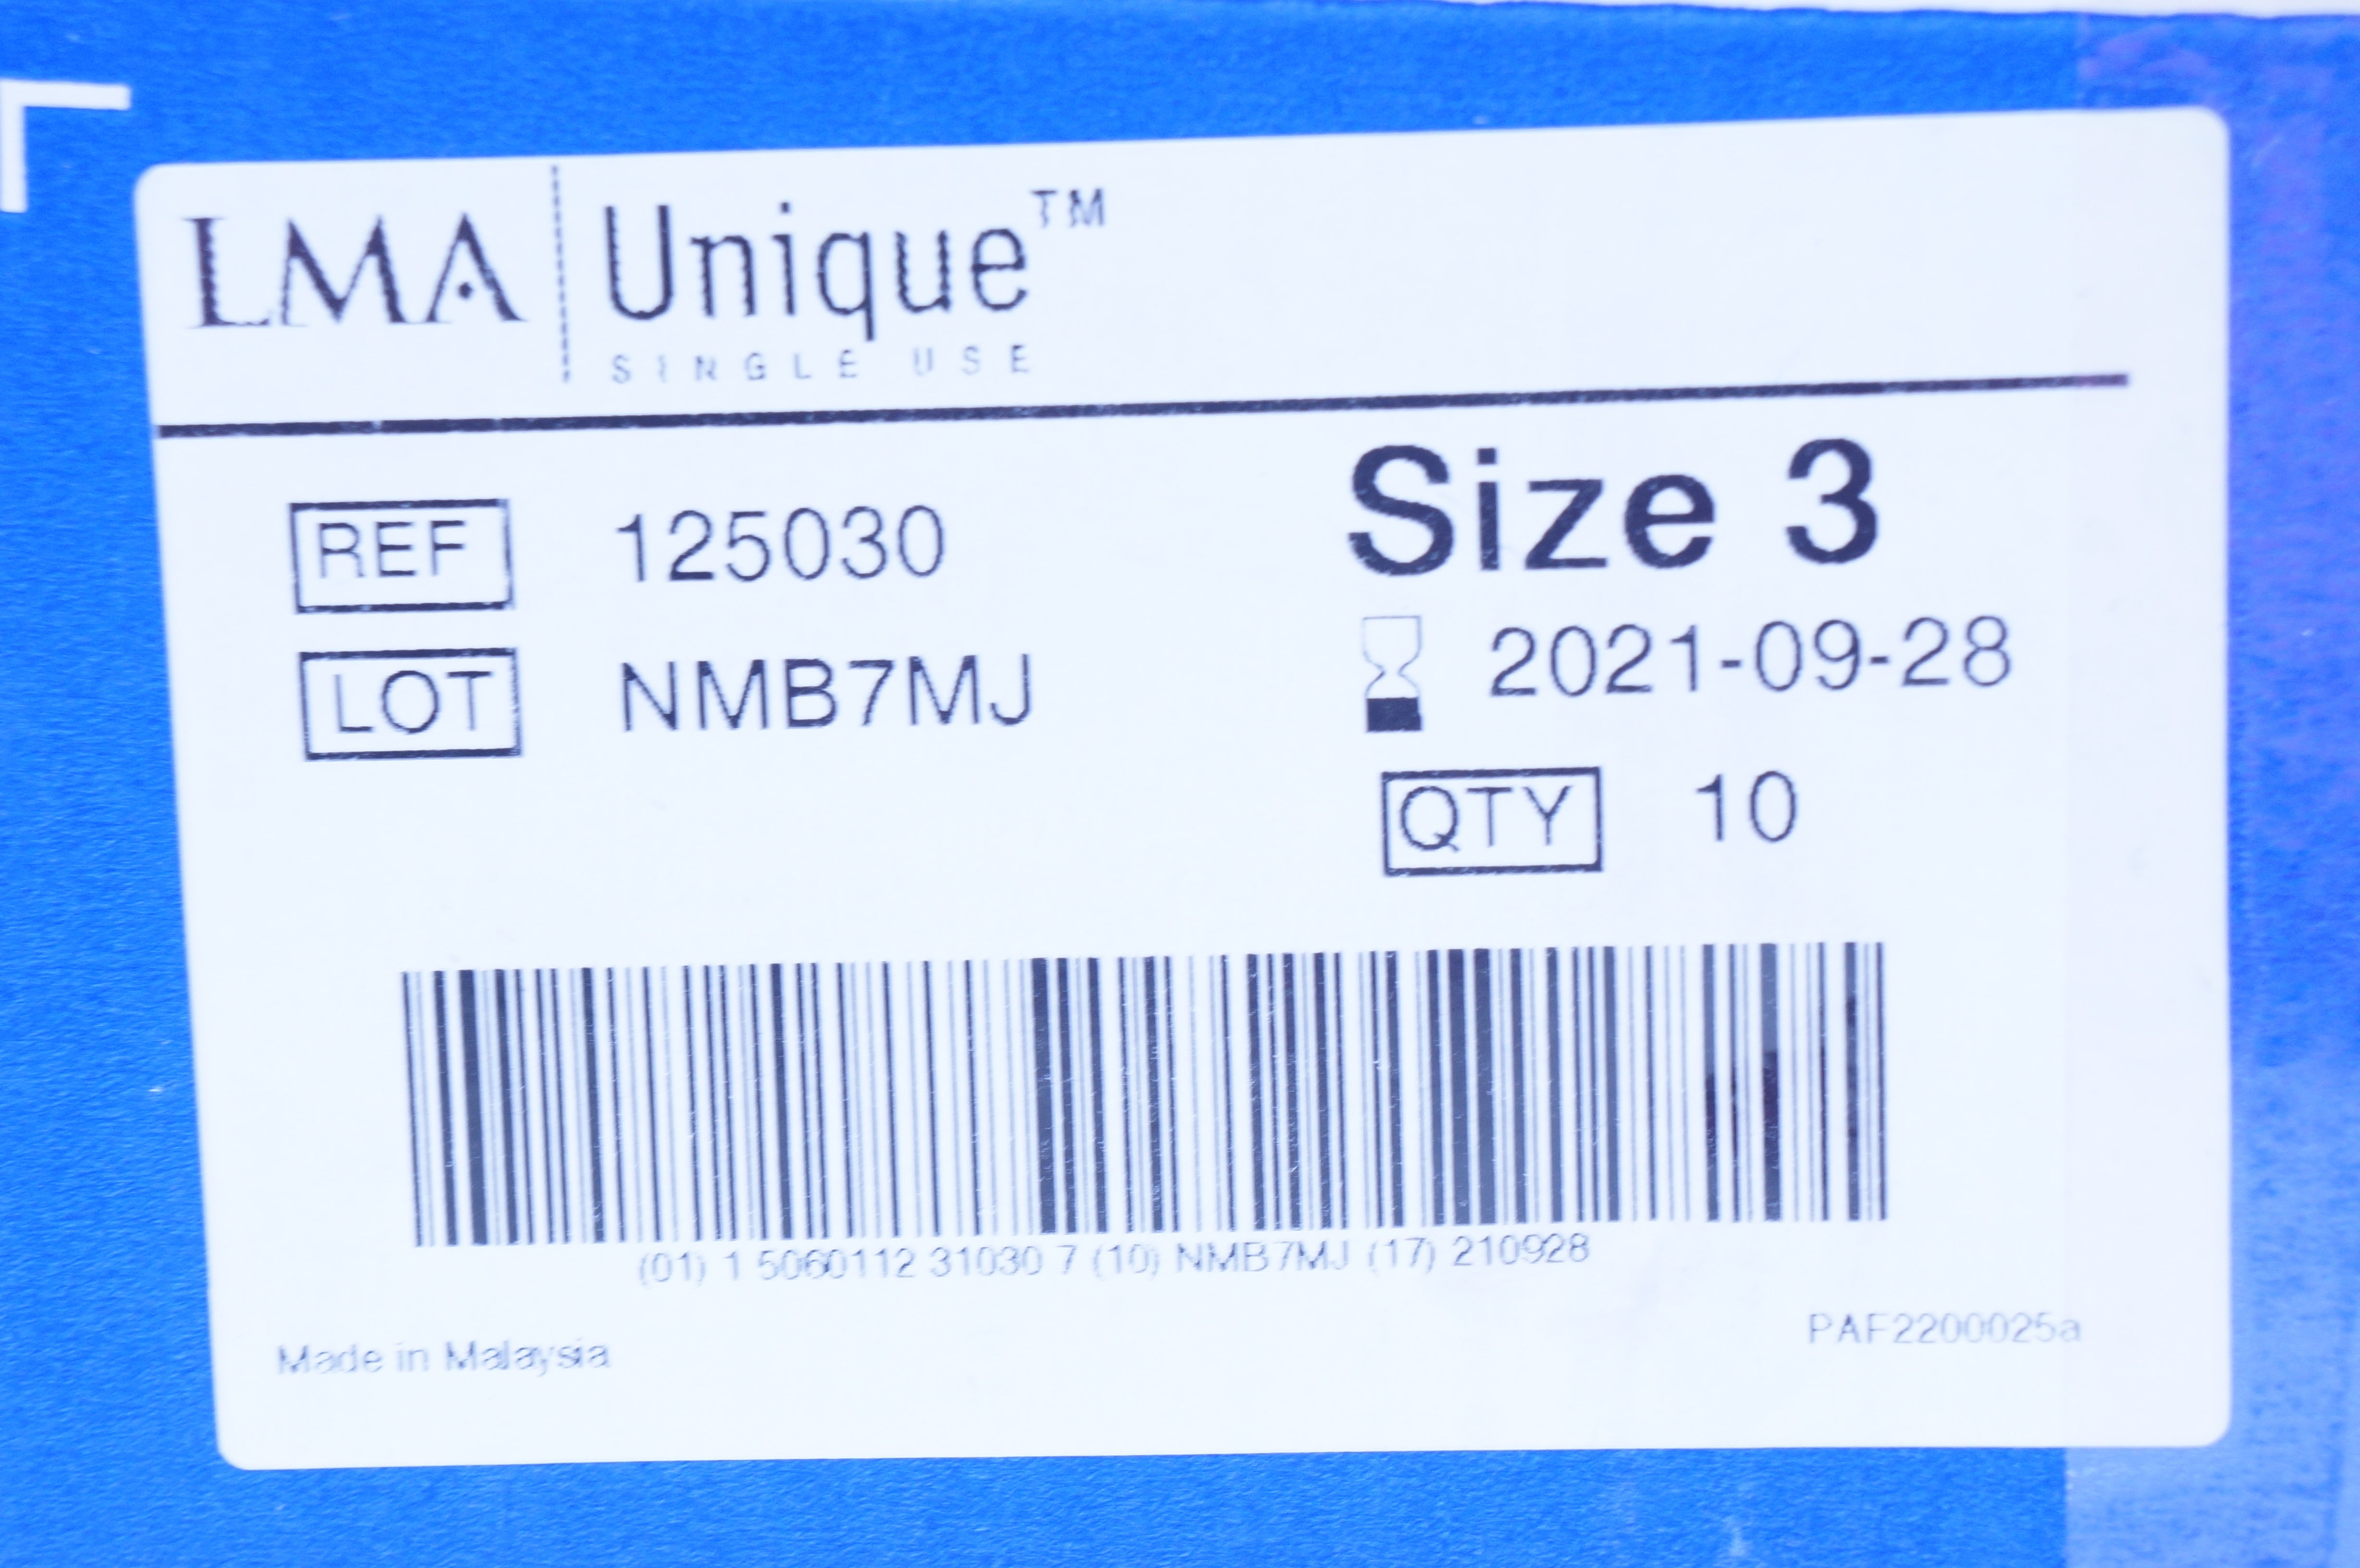 LMA Unique™
SINGLE USE
Size 3
REF 125030
2021-09-28
LOT NMB7MJ
QTY 10
(01) 1 5060112 31030 7 (10) NMB7MJ (17) 210928
PAF2200025a
Made in Malaysia